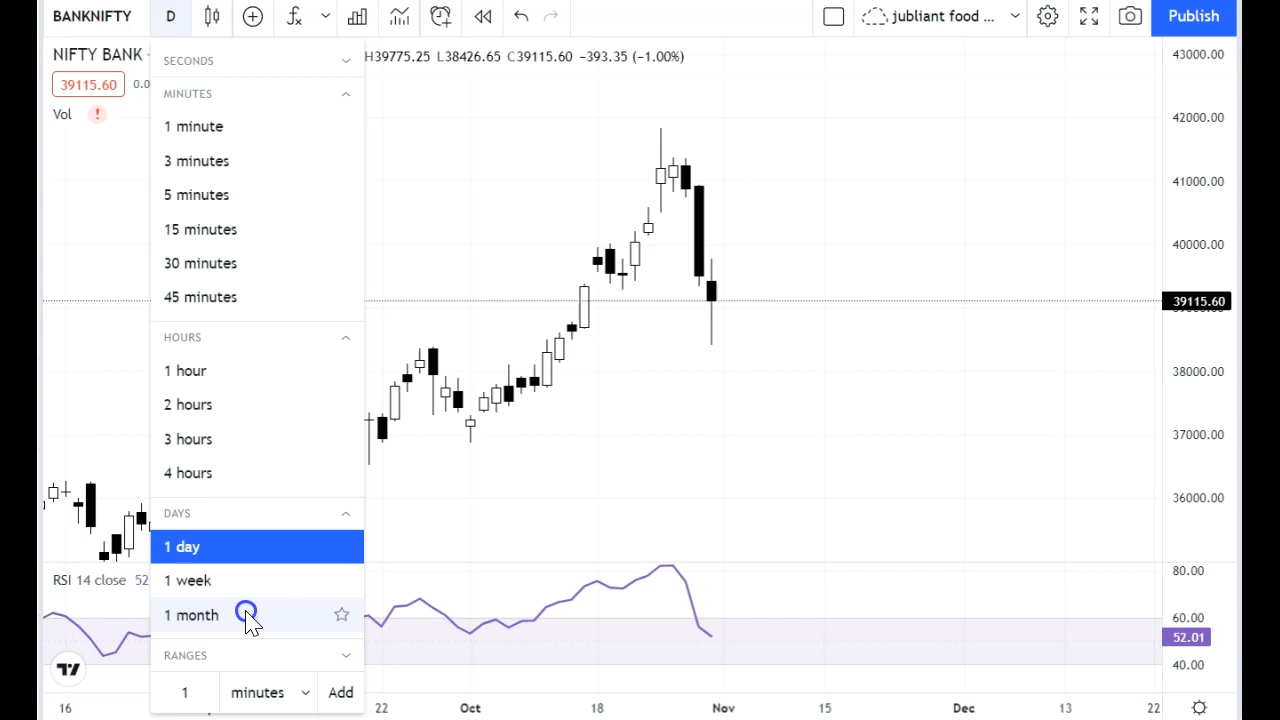 BANKNIFTY D jubliant food ... Publish
NIFTY BANK H39775.25 L38426.65 C39115.60 −393.35 (−1.00%)
39115.60 0.0
Vol !
SECONDS
MINUTES
1 minute
3 minutes
5 minutes
15 minutes
30 minutes
45 minutes
HOURS
1 hour
2 hours
3 hours
4 hours
DAYS
1 day
1 week
1 month
RANGES
1 minutes Add
43000.00
42000.00
41000.00
40000.00
39115.60
38000.00
37000.00
36000.00
RSI 14 close 52
80.00
60.00
52.01
40.00
16 22 Oct 18 Nov 15 Dec 13 22